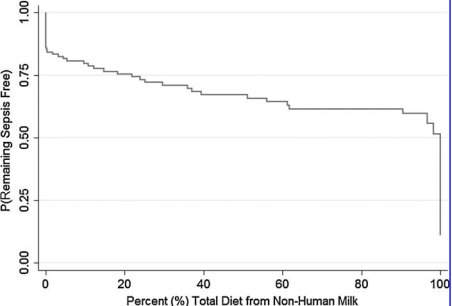 P(Remaining Sepsis Free)
1.00
0.75
0.50
0.25
0.00
0 20 40 60 80 100
Percent (%) Total Diet from Non-Human Milk